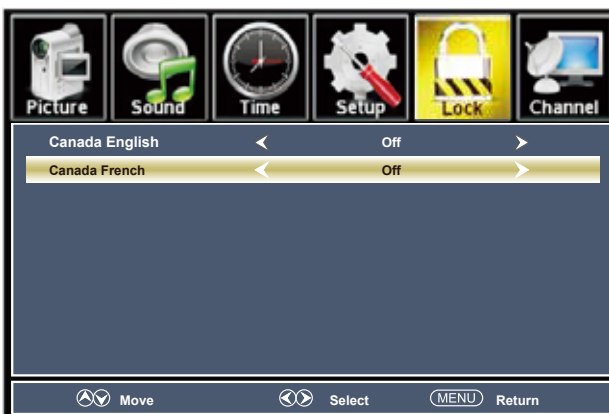 Picture Sound Time Setup Lock Channel
Canada English Off
Canada French Off
Move Select MENU Return